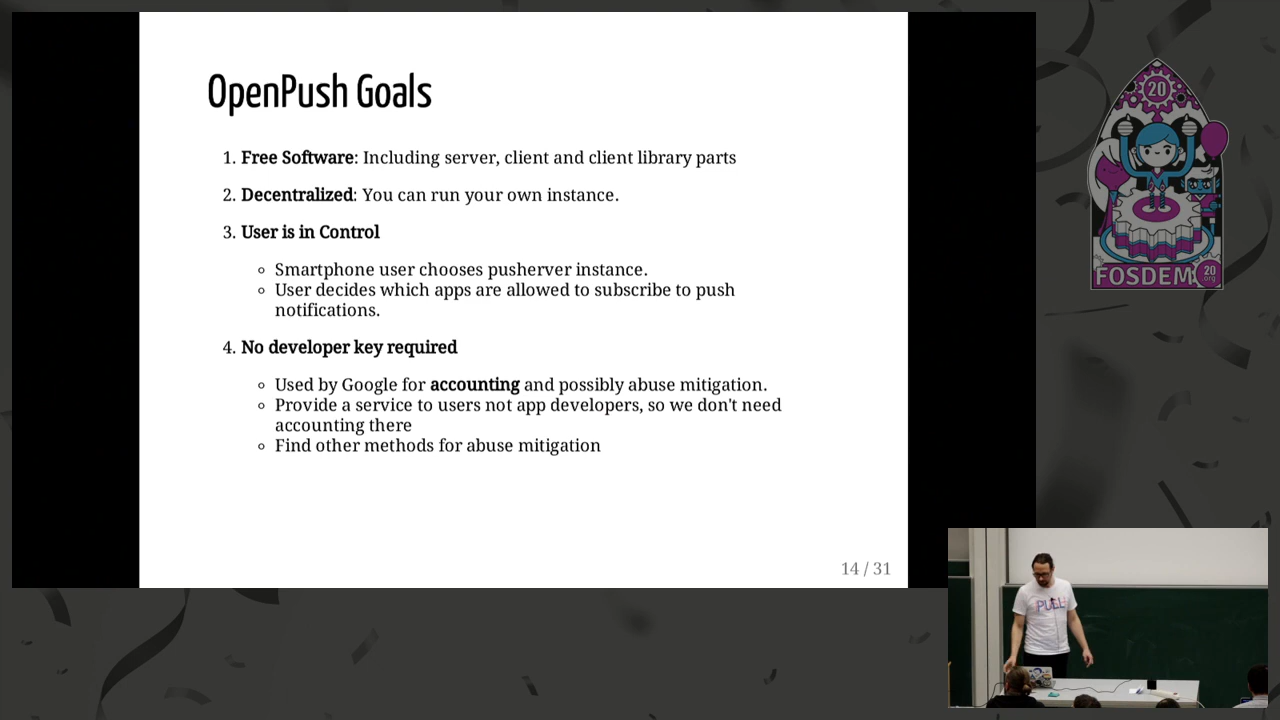 OpenPush Goals
1. Free Software: Including server, client and client library parts
2. Decentralized: You can run your own instance.
3. User is in Control
Smartphone user chooses pusherver instance.
User decides which apps are allowed to subscribe to push
notifications.
4. No developer key required
Used by Google for accounting and possibly abuse mitigation.
Provide a service to users not app developers, so we don't need
accounting there
Find other methods for abuse mitigation
14 / 31
20
FOSDEM
20
org
PULL